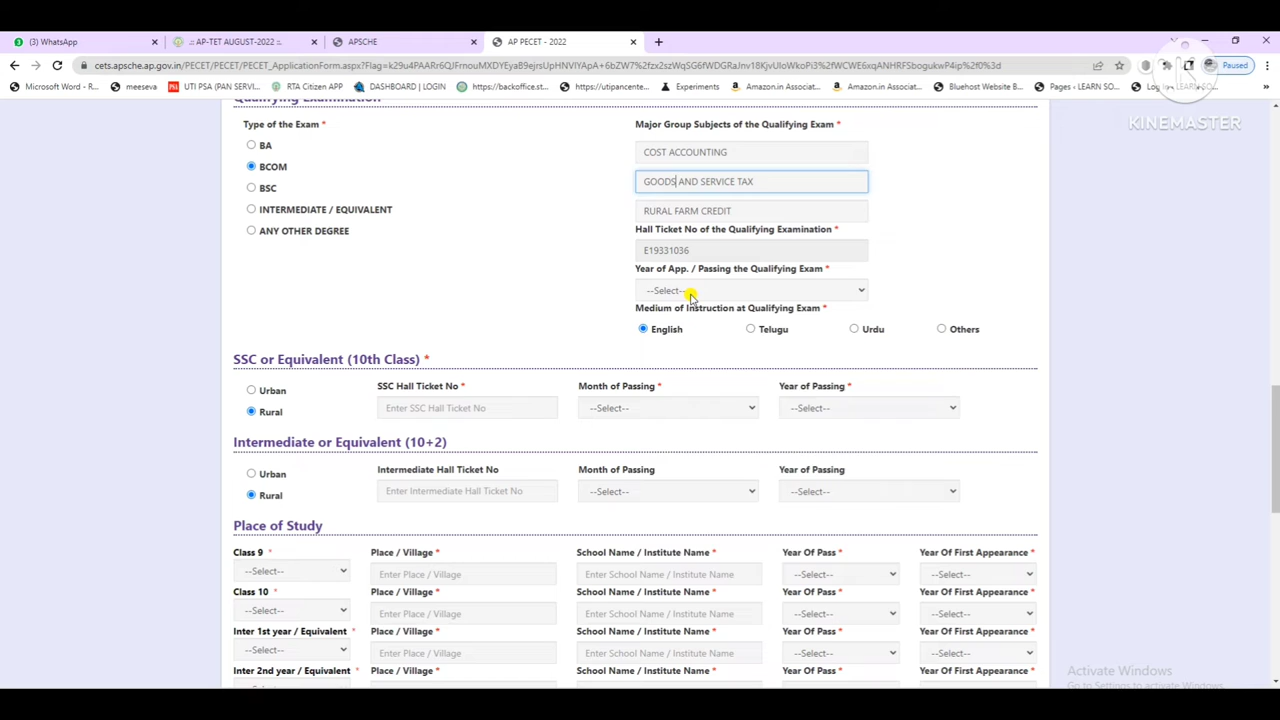 (3) WhatsApp
.:: AP-TET AUGUST-2022 ::.
APSCHE
AP PECET - 2022
cets.apsche.ap.gov.in/PECET/PECET/PECET_ApplicationForm.aspx?Flag=
Paused
Microsoft Word - R...
meeseva
UTI PSA (PAN SERVI...
RTA Citizen APP
DASHBOARD | LOGIN
https://backoffice.st...
https://utipancente...
Experiments
Amazon.in Associat...
Amazon.in Associat...
Bluehost Website B...
Pages ‹ LEARN SO...
KINEMASTER
Qualifying Examination
Type of the Exam *
BA
BCOM
BSC
INTERMEDIATE / EQUIVALENT
ANY OTHER DEGREE
Major Group Subjects of the Qualifying Exam *
COST ACCOUNTING
GOODS AND SERVICE TAX
RURAL FARM CREDIT
Hall Ticket No of the Qualifying Examination *
E19331036
Year of App. / Passing the Qualifying Exam *
--Select--
Medium of Instruction at Qualifying Exam *
English Telugu Urdu Others
SSC or Equivalent (10th Class) *
Urban
Rural
SSC Hall Ticket No * Month of Passing * Year of Passing *
Enter SSC Hall Ticket No --Select-- --Select--
Intermediate or Equivalent (10+2)
Urban
Rural
Intermediate Hall Ticket No Month of Passing Year of Passing
Enter Intermediate Hall Ticket No --Select-- --Select--
Place of Study
Class 9 * Place / Village * School Name / Institute Name * Year Of Pass * Year Of First Appearance *
--Select-- Enter Place / Village Enter School Name / Institute Name --Select-- --Select--
Class 10 * Place / Village * School Name / Institute Name * Year Of Pass * Year Of First Appearance *
--Select-- Enter Place / Village Enter School Name / Institute Name --Select-- --Select--
Inter 1st year / Equivalent * Place / Village * School Name / Institute Name * Year Of Pass * Year Of First Appearance *
--Select-- Enter Place / Village Enter School Name / Institute Name --Select-- --Select--
Inter 2nd year / Equivalent * Place / Village * School Name / Institute Name * Year Of Pass * Year Of First Appearance *
Activate Windows
Go to Settings to activate Windows.